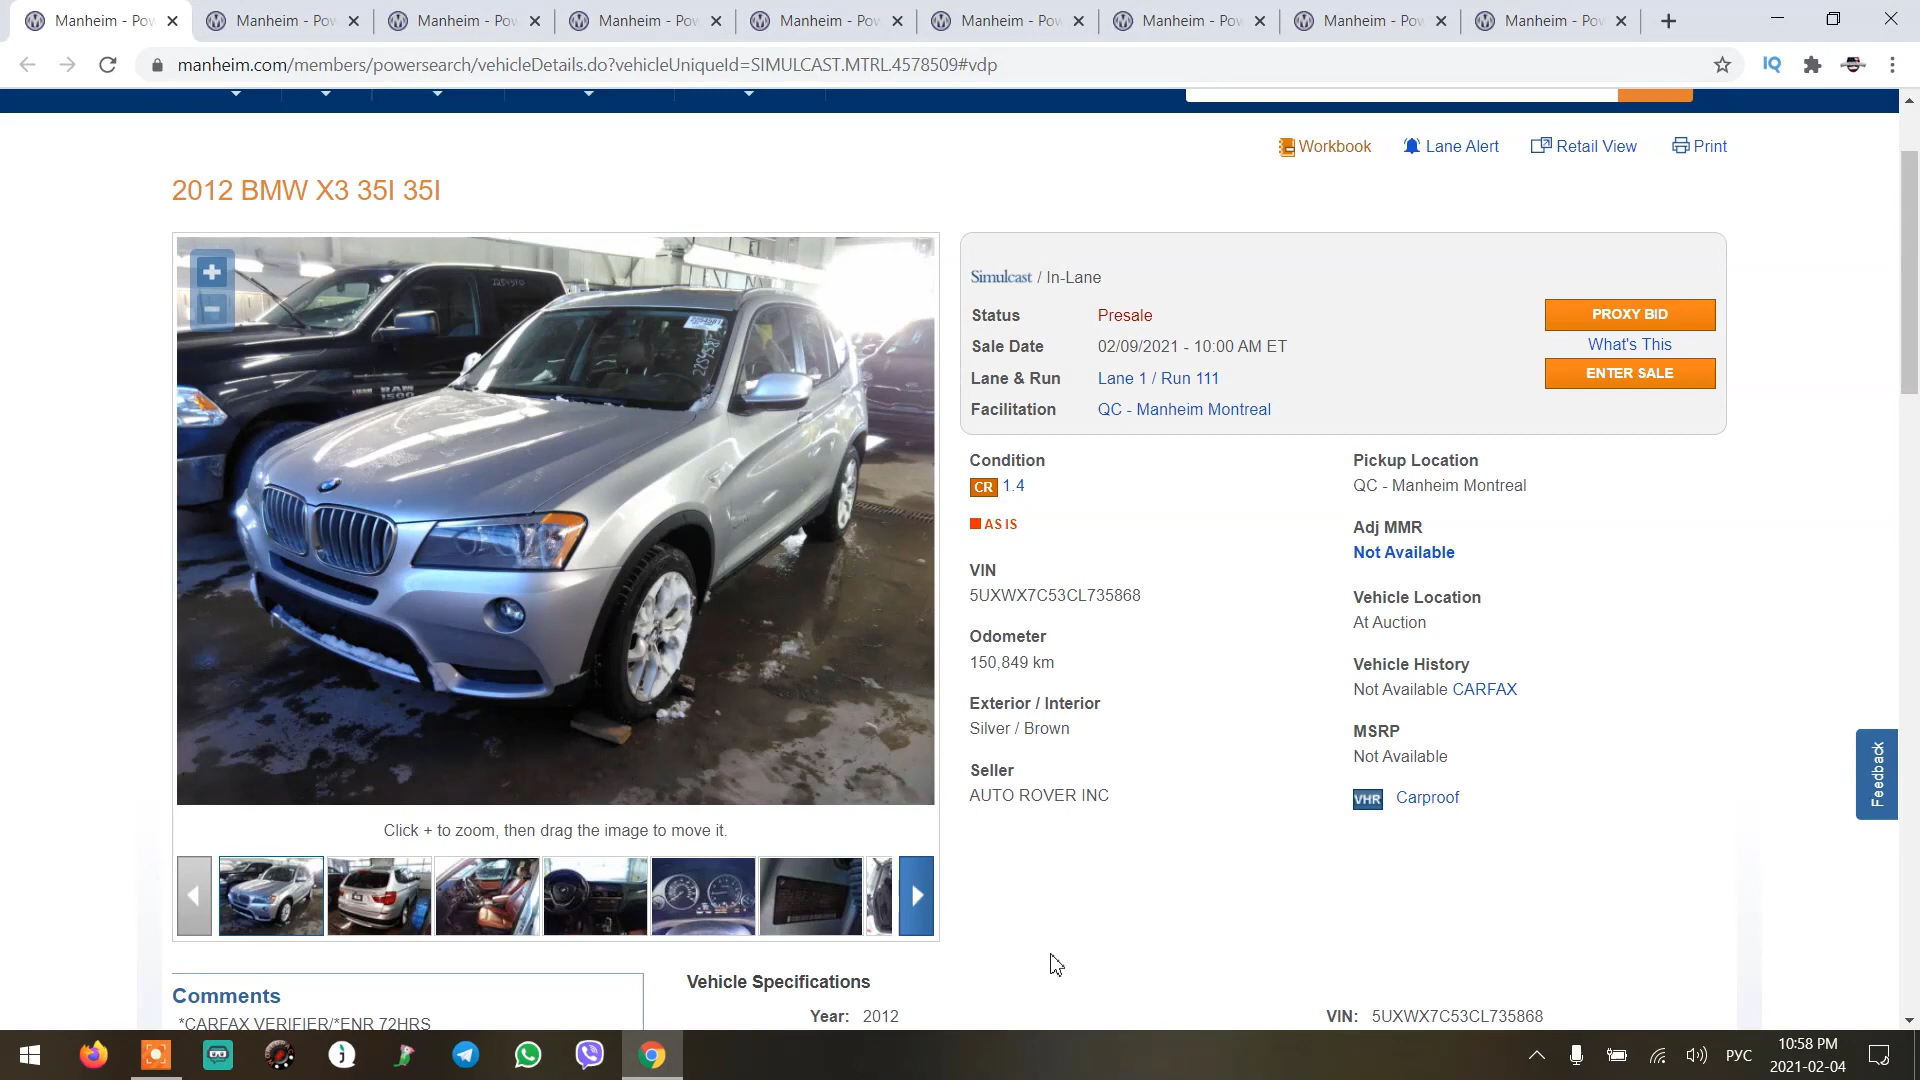 Manheim - Pow
Manheim - Pow
Manheim - Pow
Manheim - Pow
Manheim - Pow
Manheim - Pow
Manheim - Pow
Manheim - Pow
Manheim - Pow
manheim.com/members/powersearch/vehicleDetails.do?vehicleUniqueId=SIMULCAST.MTRL.4578509#vdp
IQ
Workbook
Lane Alert
Retail View
Print
2012 BMW X3 35I 35I
RAM
1500
Simulcast / In-Lane
Status Presale
Sale Date 02/09/2021 - 10:00 AM ET
Lane & Run Lane 1 / Run 111
Facilitation QC - Manheim Montreal
PROXY BID
What's This
ENTER SALE
Condition
CR 1.4
AS IS
VIN
5UXWX7C53CL735868
Odometer
150,849 km
Exterior / Interior
Silver / Brown
Seller
AUTO ROVER INC
Pickup Location
QC - Manheim Montreal
Adj MMR
Not Available
Vehicle Location
At Auction
Vehicle History
Not Available CARFAX
MSRP
Not Available
VHR Carproof
Feedback
Click + to zoom, then drag the image to move it.
Comments
*CARFAX VERIFIER/*ENR 72HRS
Vehicle Specifications
Year: 2012
VIN: 5UXWX7C53CL735868
РУС
10:58 PM
2021-02-04